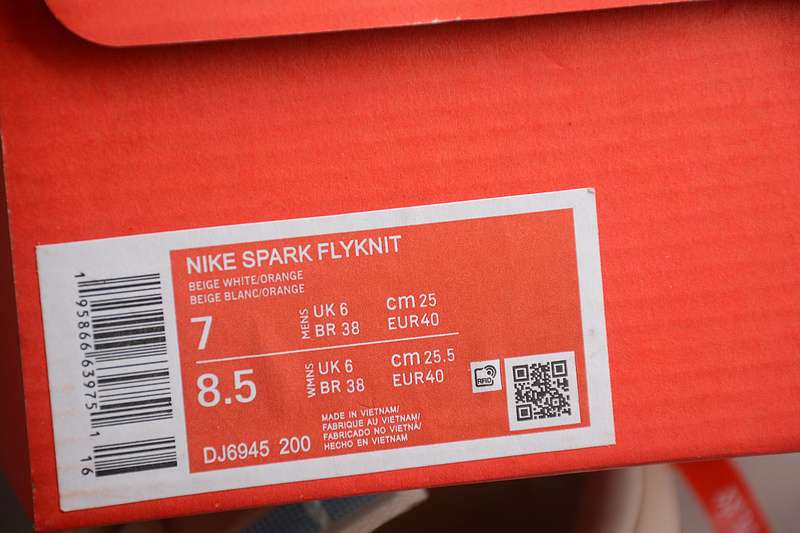 NIKE SPARK FLYKNIT
BEIGE WHITE/ORANGE
BEIGE BLANC/ORANGE
7
MENS
UK 6
BR 38
cm 25
EUR40
8.5
WMNS
UK 6
BR 38
cm 25.5
EUR40
MADE IN VIETNAM/
FABRIQUE AU VIETNAM/
FABRICADO NO VIETNÃ/
HECHO EN VIETNAM
DJ6945 200
RFID
1 95866 63975 1
16